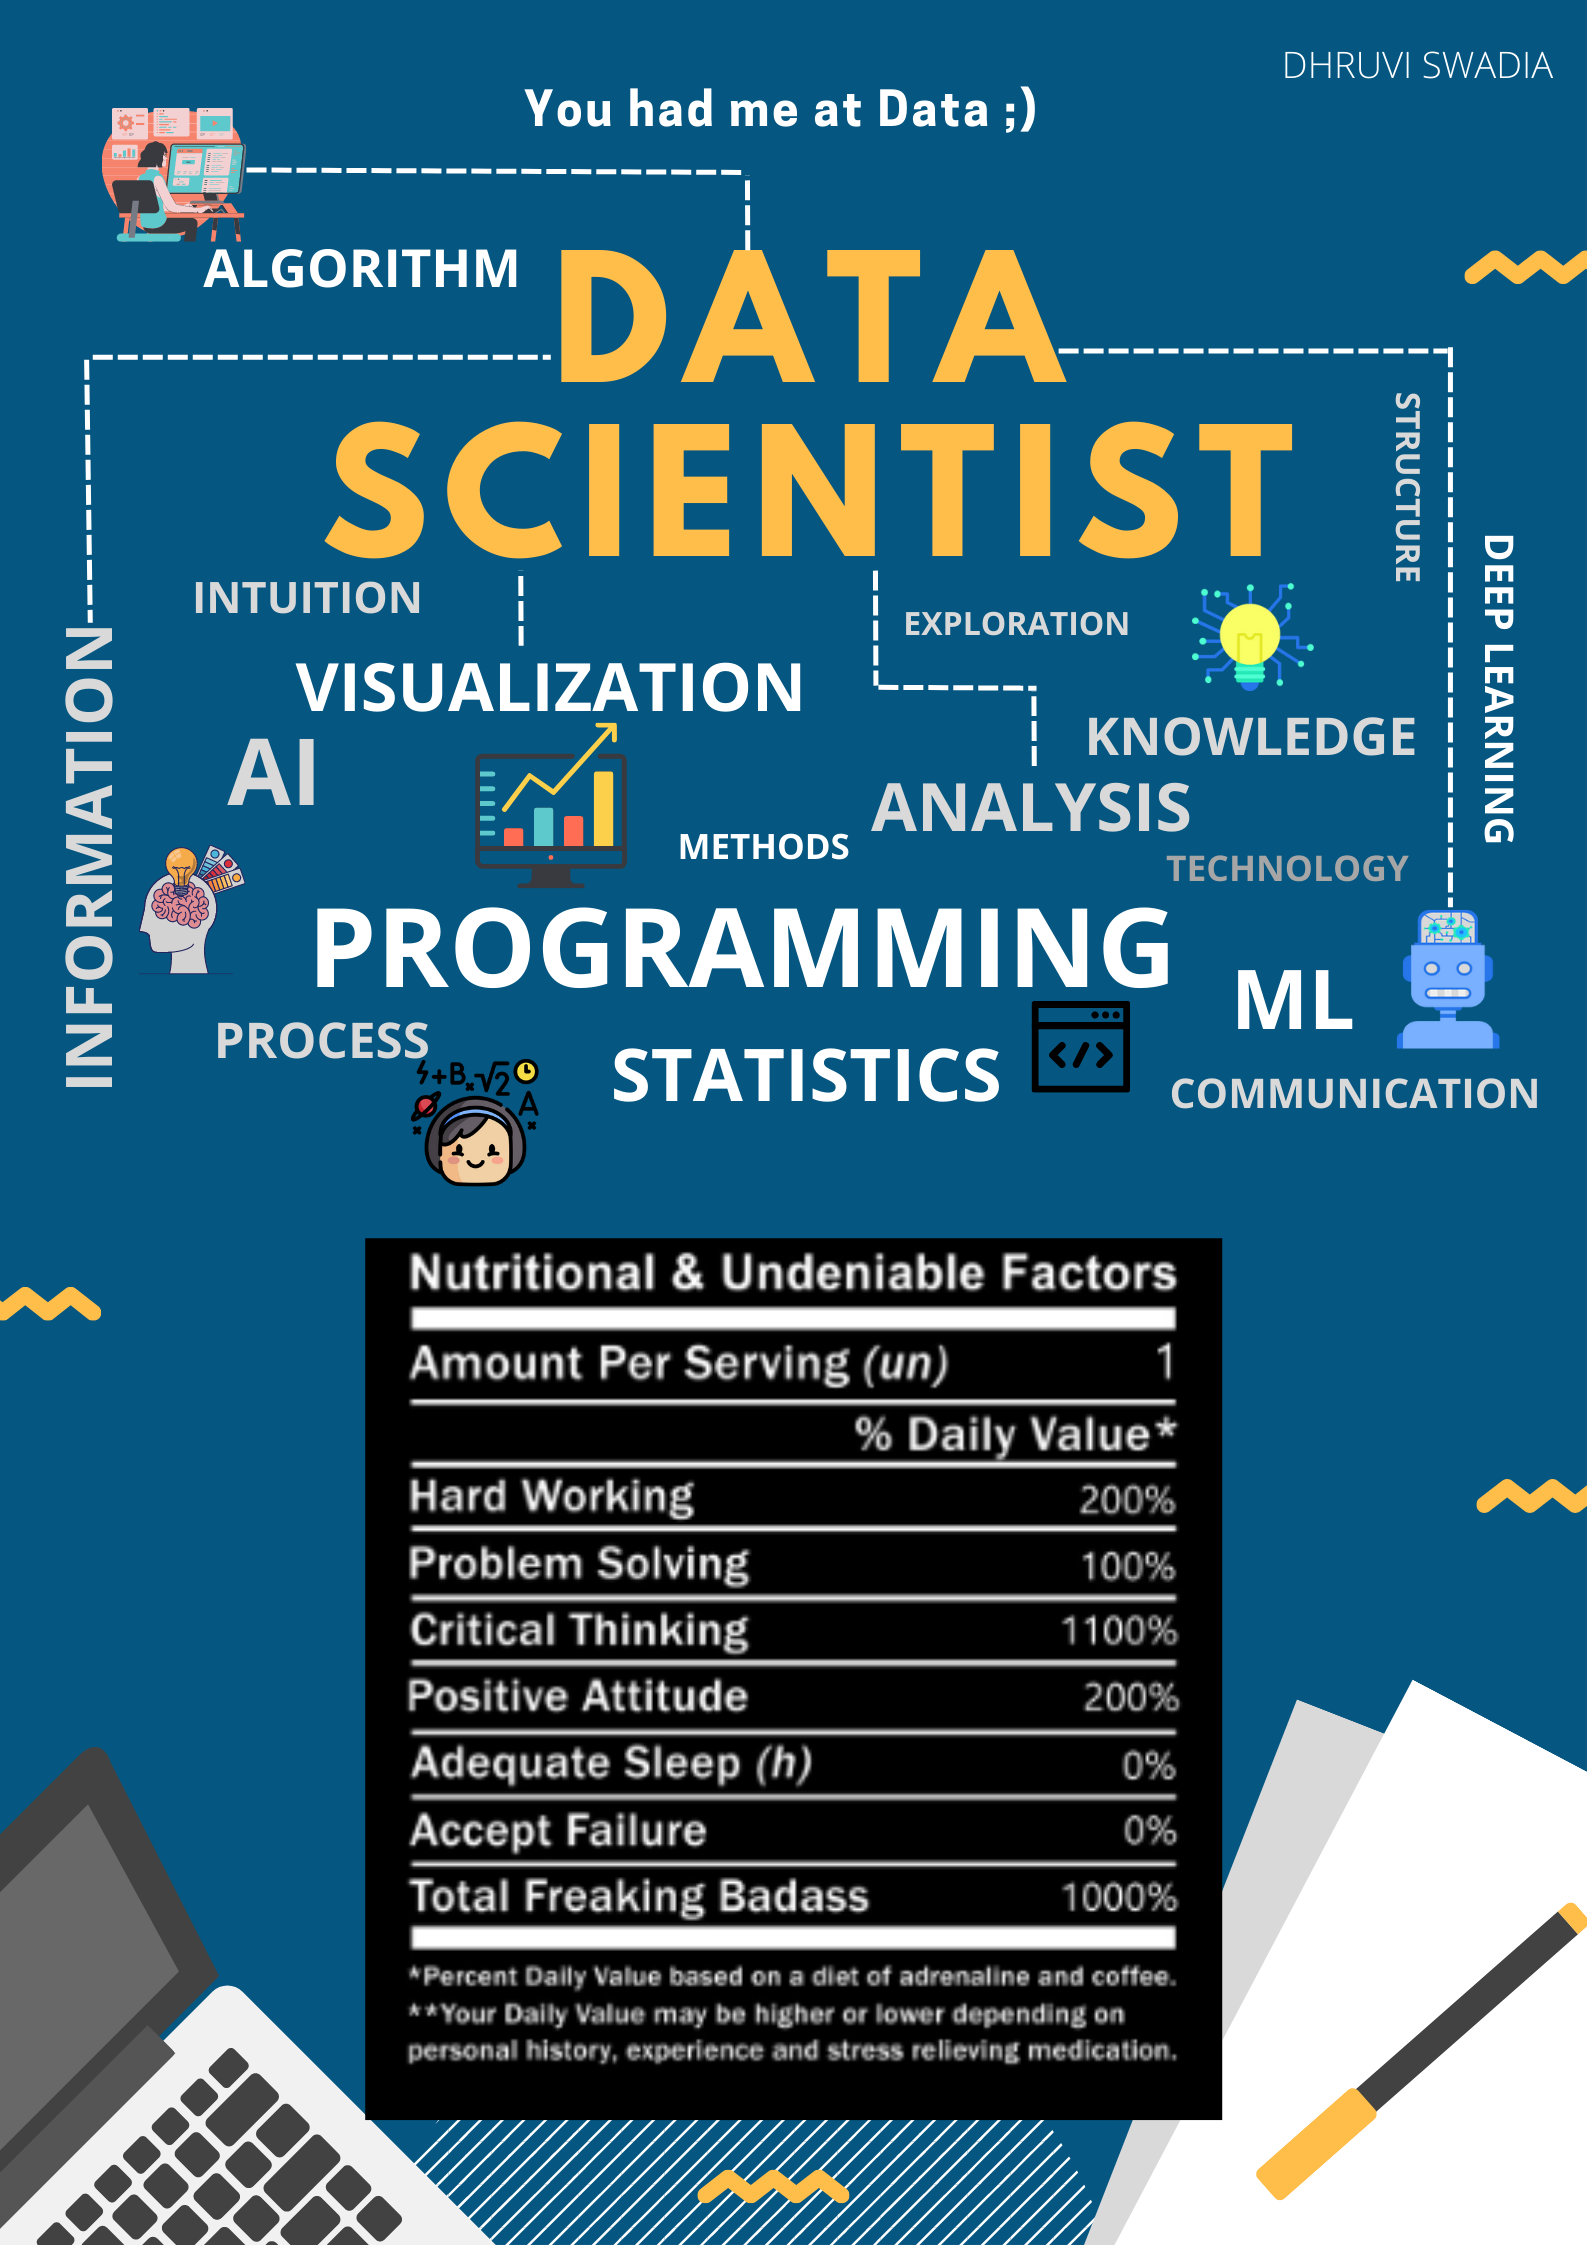 DHRUVI SWADIA
You had me at Data ;)
ALGORITHM
DATA
SCIENTIST
STRUCTURE
DEEP LEARNING
INTUITION
EXPLORATION
INFORMATION
VISUALIZATION
KNOWLEDGE
AI
ANALYSIS
METHODS
TECHNOLOGY
PROGRAMMING
ML
PROCESS
STATISTICS
</>
COMMUNICATION
+B √2
A
Nutritional & Undeniable Factors
Amount Per Serving (un) 1
% Daily Value*
Hard Working 200%
Problem Solving 100%
Critical Thinking 1100%
Positive Attitude 200%
Adequate Sleep (h) 0%
Accept Failure 0%
Total Freaking Badass 1000%
*Percent Daily Value based on a diet of adrenaline and coffee.
**Your Daily Value may be higher or lower depending on
personal history, experience and stress relieving medication.